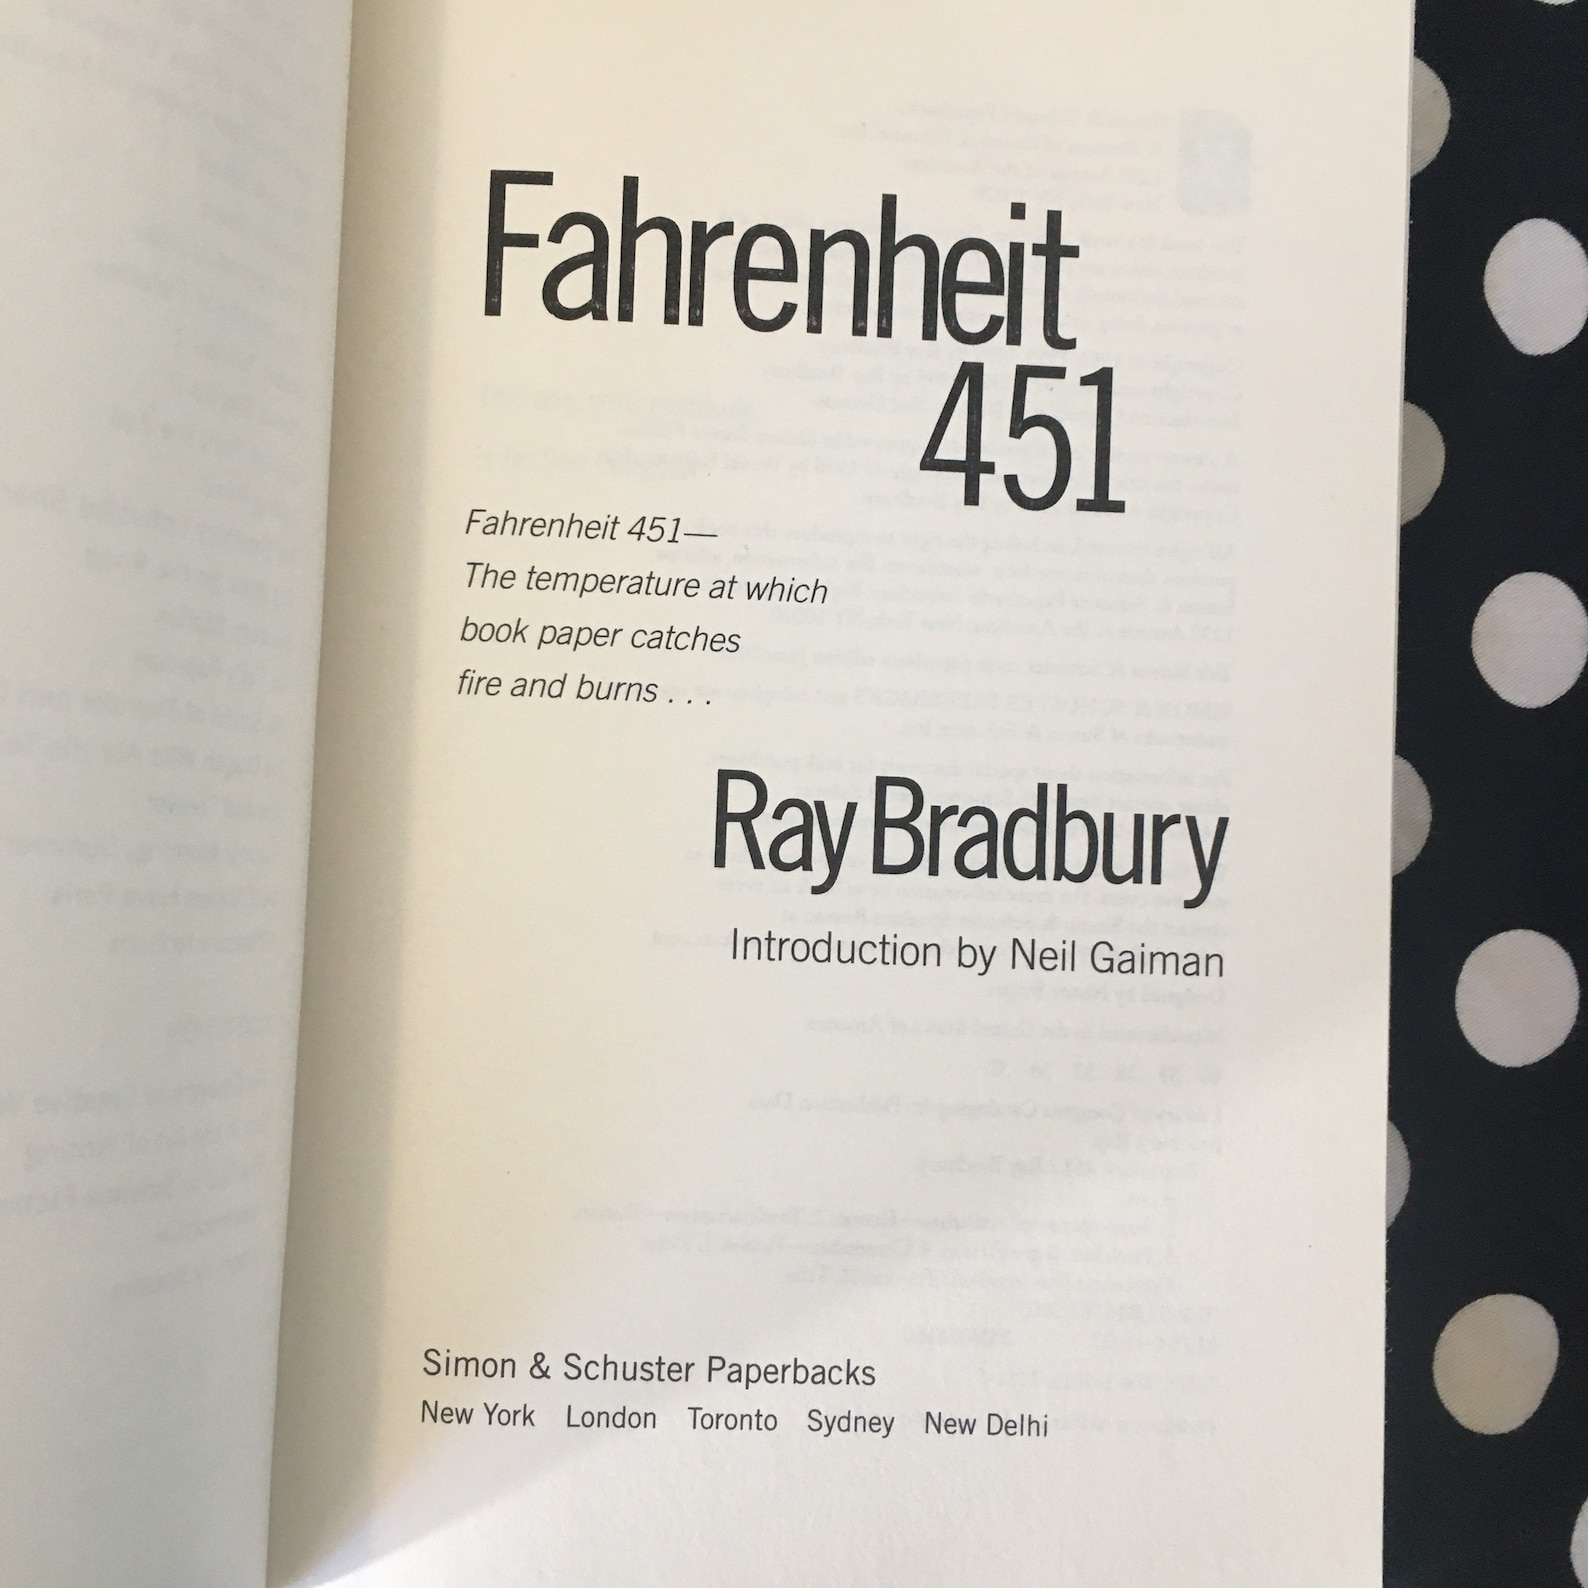 Fahrenheit
451
Fahrenheit 451—
The temperature at which
book paper catches
fire and burns . . .
Ray Bradbury
Introduction by Neil Gaiman
Simon & Schuster Paperbacks
New York London Toronto Sydney New Delhi